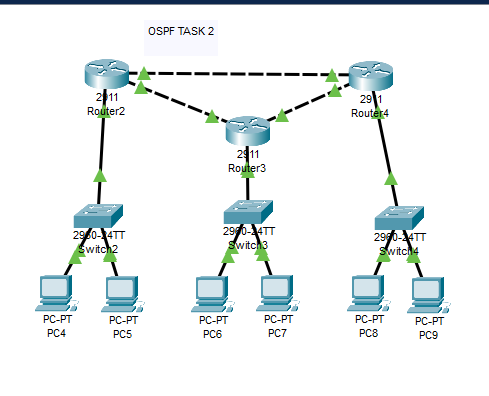 OSPF TASK 2
2911
Router2
2911
Router4
2911
Router3
2960-24TT
Switch2
2960-24TT
Switch3
2960-24TT
Switch4
PC-PT
PC4
PC-PT
PC5
PC-PT
PC6
PC-PT
PC7
PC-PT
PC8
PC-PT
PC9